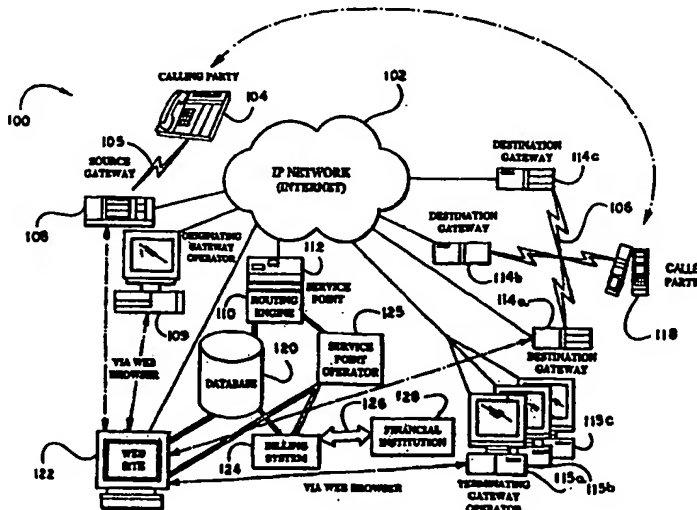 CALLING PARTY
104
102
100
105
SOURCE
GATEWAY
108
IP NETWORK
(INTERNET)
DESTINATION
GATEWAY
114c
106
DESTINATION
GATEWAY
114b
ORIGINATING GATEWAY
OPERATOR
109
112
SERVICE
POINT
110
ROUTING
ENGINE
114a
CALLED
PARTY
118
DESTINATION
GATEWAY
125
SERVICE
POINT
OPERATOR
120
DATABASE
VIA WEB
BROWSER
126
128
FINANCIAL
INSTITUTION
122
WEB
SITE
124
BILLING
SYSTEM
115c
115a
115b
VIA WEB BROWSER
TERMINATING
GATEWAY
OPERATOR